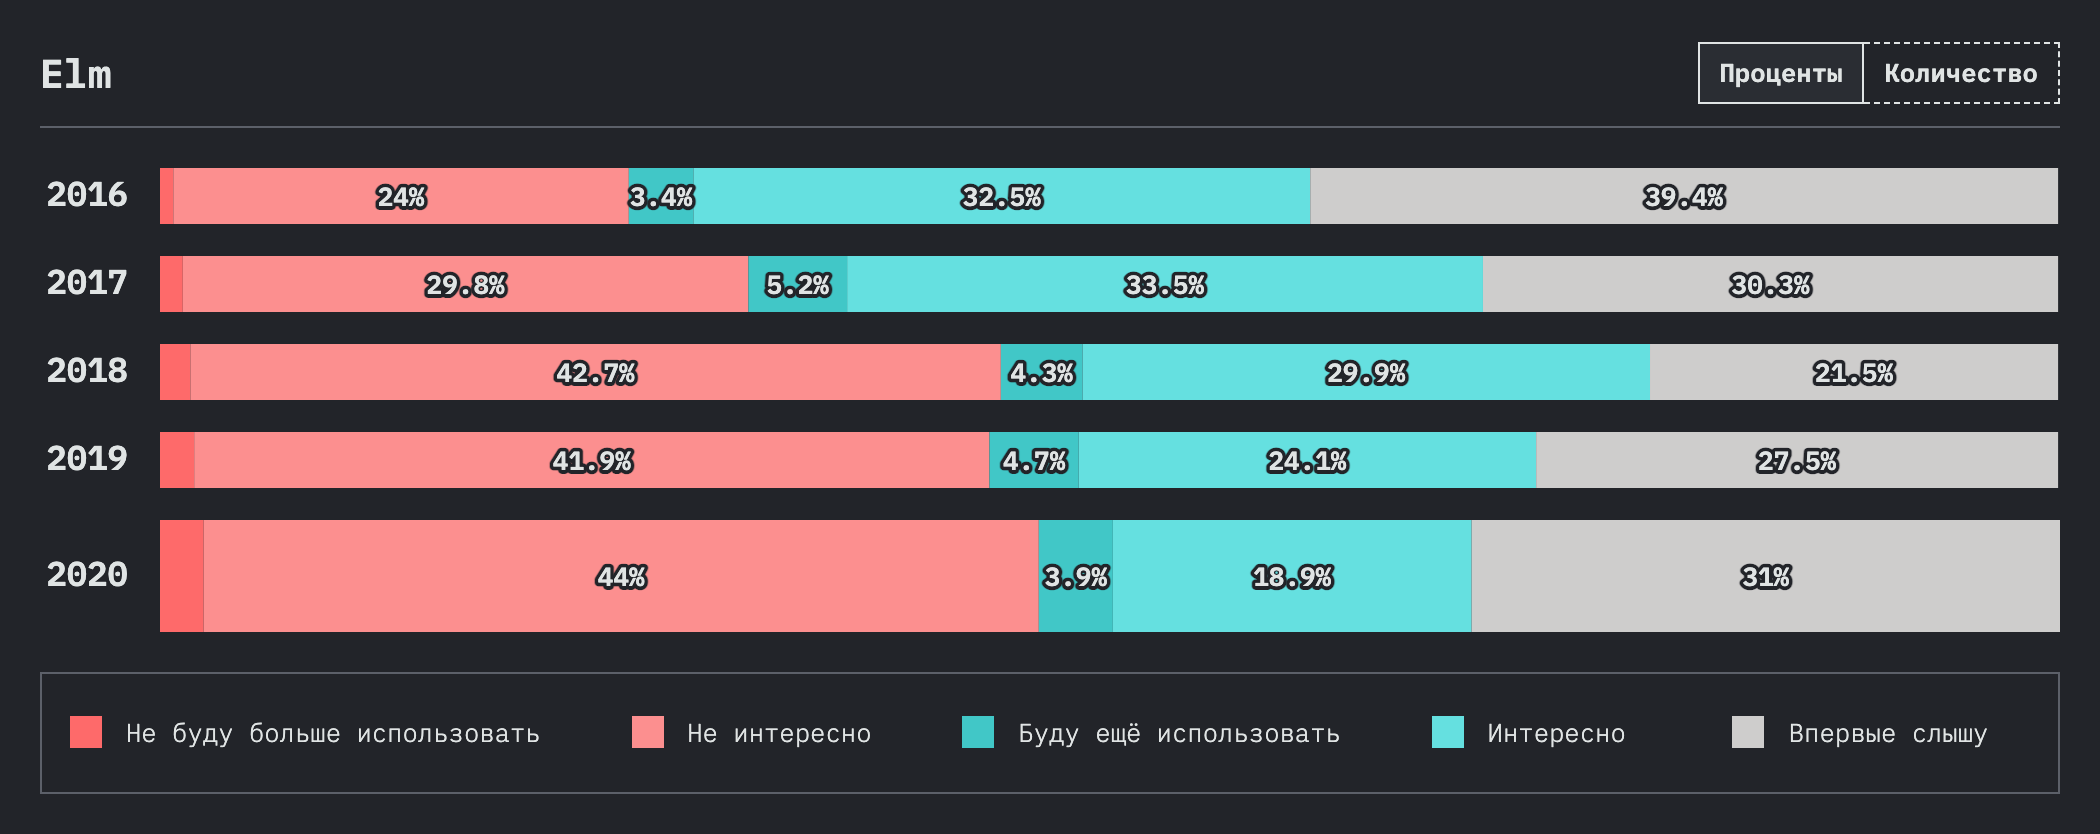 Elm
Проценты Количество
2016 24% 3.4% 32.5% 39.4%
2017 29.8% 5.2% 33.5% 30.3%
2018 42.7% 4.3% 29.9% 21.5%
2019 41.9% 4.7% 24.1% 27.5%
2020 44% 3.9% 18.9% 31%
Не буду больше использовать Не интересно Буду ещё использовать Интересно Впервые слышу